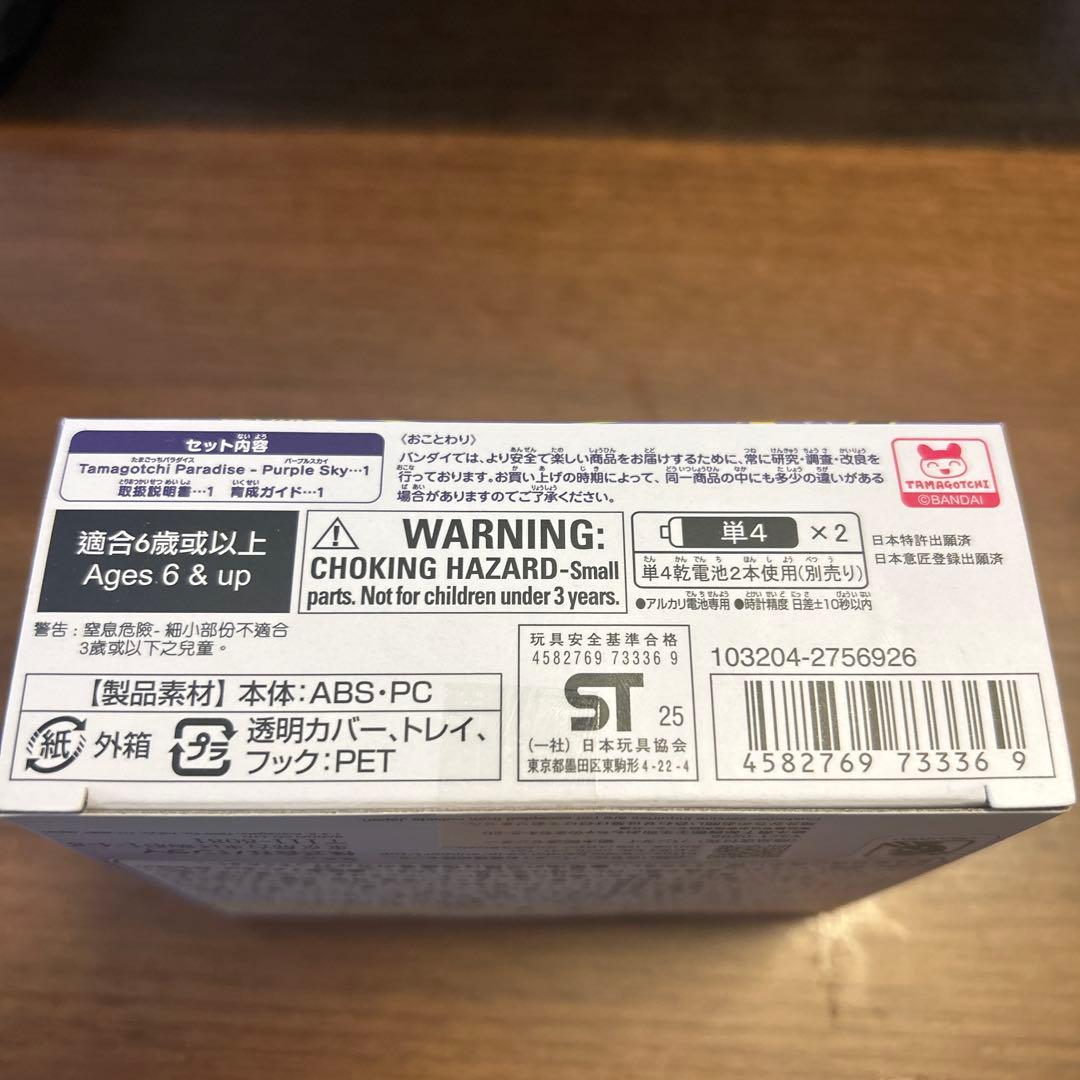 セット内容
Tamagotchi Paradise - Purple Sky…1
取扱説明書…1 育成ガイド…1
《おことわり》
バンダイでは、より安全で楽しい商品をお届けするために、常に研究・調査・改良を
行っております。お買い上げの時期によって、同一商品の中にも多少の違いがある
場合がありますのでご了承ください。
TAMAGOTCHI
©BANDAI
適合6歲或以上
Ages 6 & up
WARNING:
CHOKING HAZARD-Small
parts. Not for children under 3 years.
単4 ×2
単4乾電池2本使用(別売り)
●アルカリ電池専用 ●時計精度 日差±10秒以内
日本特許出願済
日本意匠登録出願済
警告 : 窒息危險- 細小部份不適合
3歲或以下之兒童。
【製品素材】本体:ABS・PC
紙 外箱 プラ 透明カバー、トレイ、
フック:PET
玩具安全基準合格
4582769 73336 9
ST 25
(一社) 日本玩具協会
東京都墨田区東駒形4-22-4
103204-2756926
4582769 73336 9